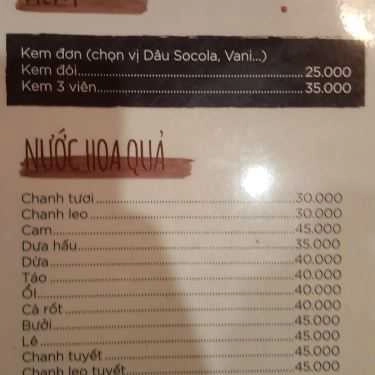 Kem đơn (chọn vị Dâu Socola, Vani...)
Kem đôi 25.000
Kem 3 viên 35.000
NƯỚC HOA QUẢ
Chanh tươi 30.000
Chanh leo 30.000
Cam 45.000
Dưa hấu 35.000
Dừa 40.000
Táo 40.000
Ổi 40.000
Cà rốt 40.000
Bưởi 45.000
Lê 45.000
Chanh tuyết 45.000
Chanh leo tuyết 45.000